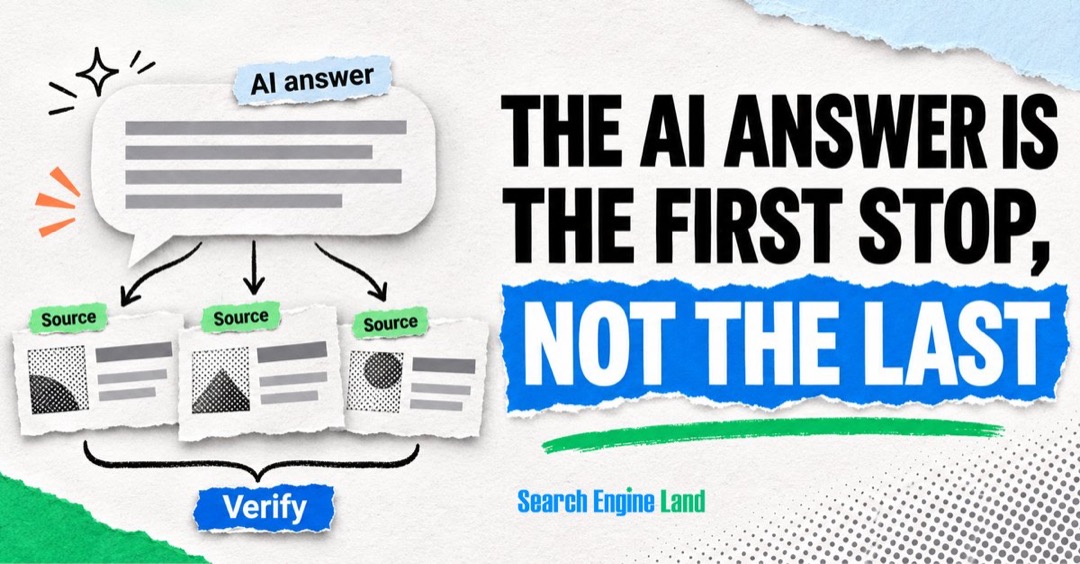 AI answer
Source
Source
Source
Verify
THE AI ANSWER IS
THE FIRST STOP,
NOT THE LAST
Search Engine Land